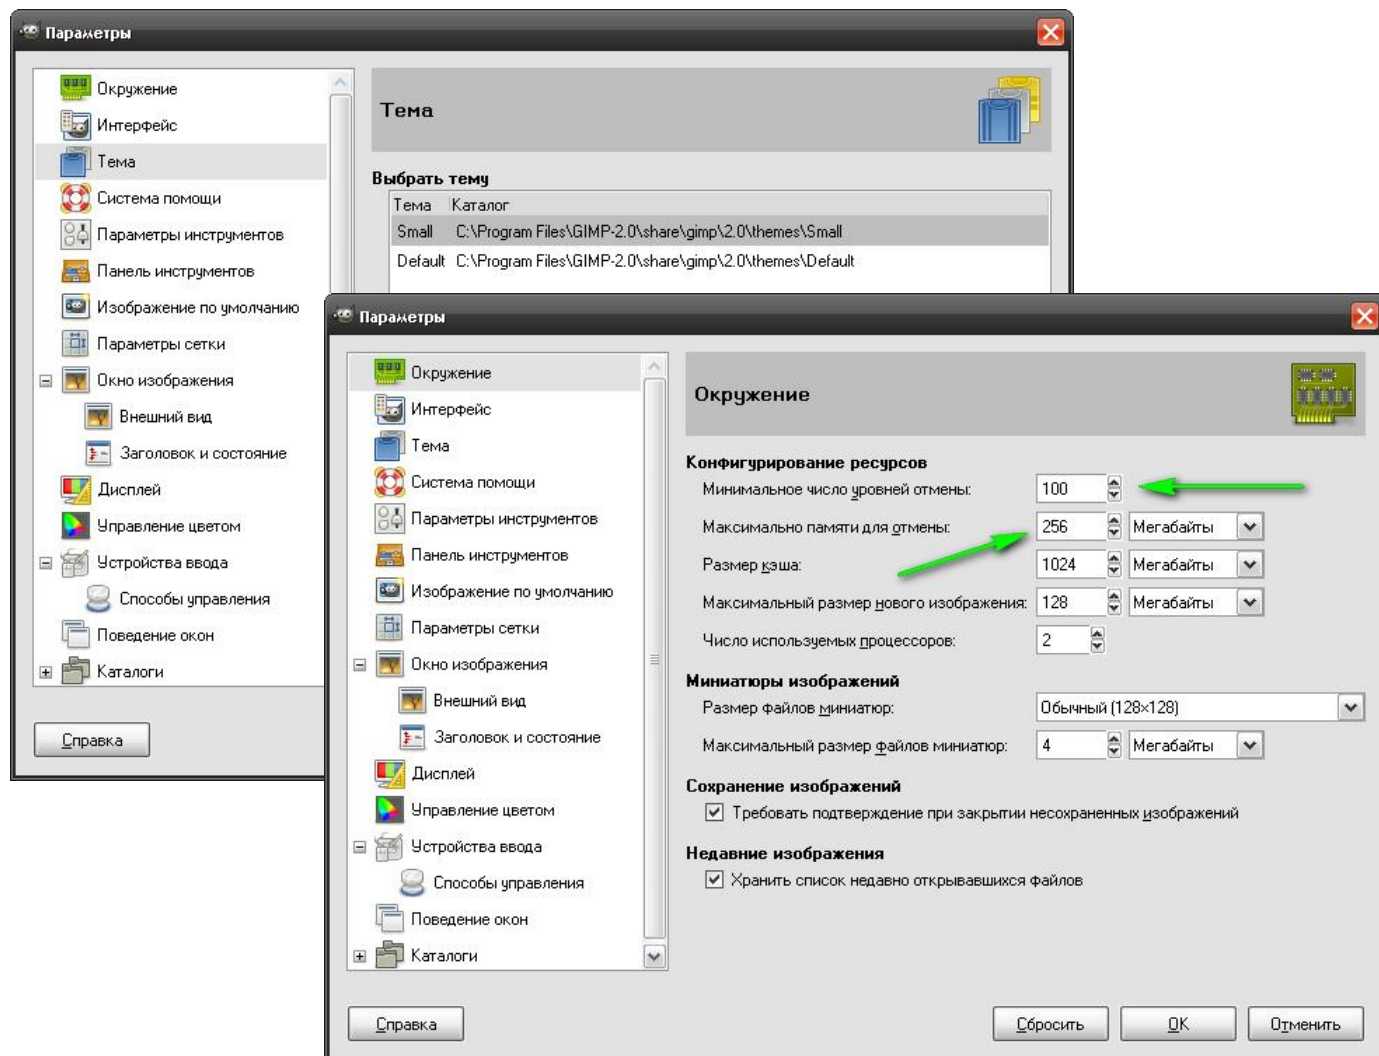 Параметры
Окружение
Интерфейс
Тема
Система помощи
Параметры инструментов
Панель инструментов
Изображение по умолчанию
Параметры сетки
Окно изображения
Внешний вид
Заголовок и состояние
Дисплей
Управление цветом
Устройства ввода
Способы управления
Поведение окон
Каталоги
Справка
Тема
Выбрать тему
Тема Каталог
Small C:\Program Files\GIMP-2.0\share\gimp\2.0\themes\Small
Default C:\Program Files\GIMP-2.0\share\gimp\2.0\themes\Default
Параметры
Окружение
Интерфейс
Тема
Система помощи
Параметры инструментов
Панель инструментов
Изображение по умолчанию
Параметры сетки
Окно изображения
Внешний вид
Заголовок и состояние
Дисплей
Управление цветом
Устройства ввода
Способы управления
Поведение окон
Каталоги
Окружение
Конфигурирование ресурсов
Минимальное число уровней отмены: 100
Максимально памяти для отмены: 256 Мегабайты
Размер кэша: 1024 Мегабайты
Максимальный размер нового изображения: 128 Мегабайты
Число используемых процессоров: 2
Миниатюры изображений
Размер файлов миниатюр: Обычный (128×128)
Максимальный размер файлов миниатюр: 4 Мегабайты
Сохранение изображений
Требовать подтверждение при закрытии несохраненных изображений
Недавние изображения
Хранить список недавно открывавшихся файлов
Справка Сбросить OK Отменить